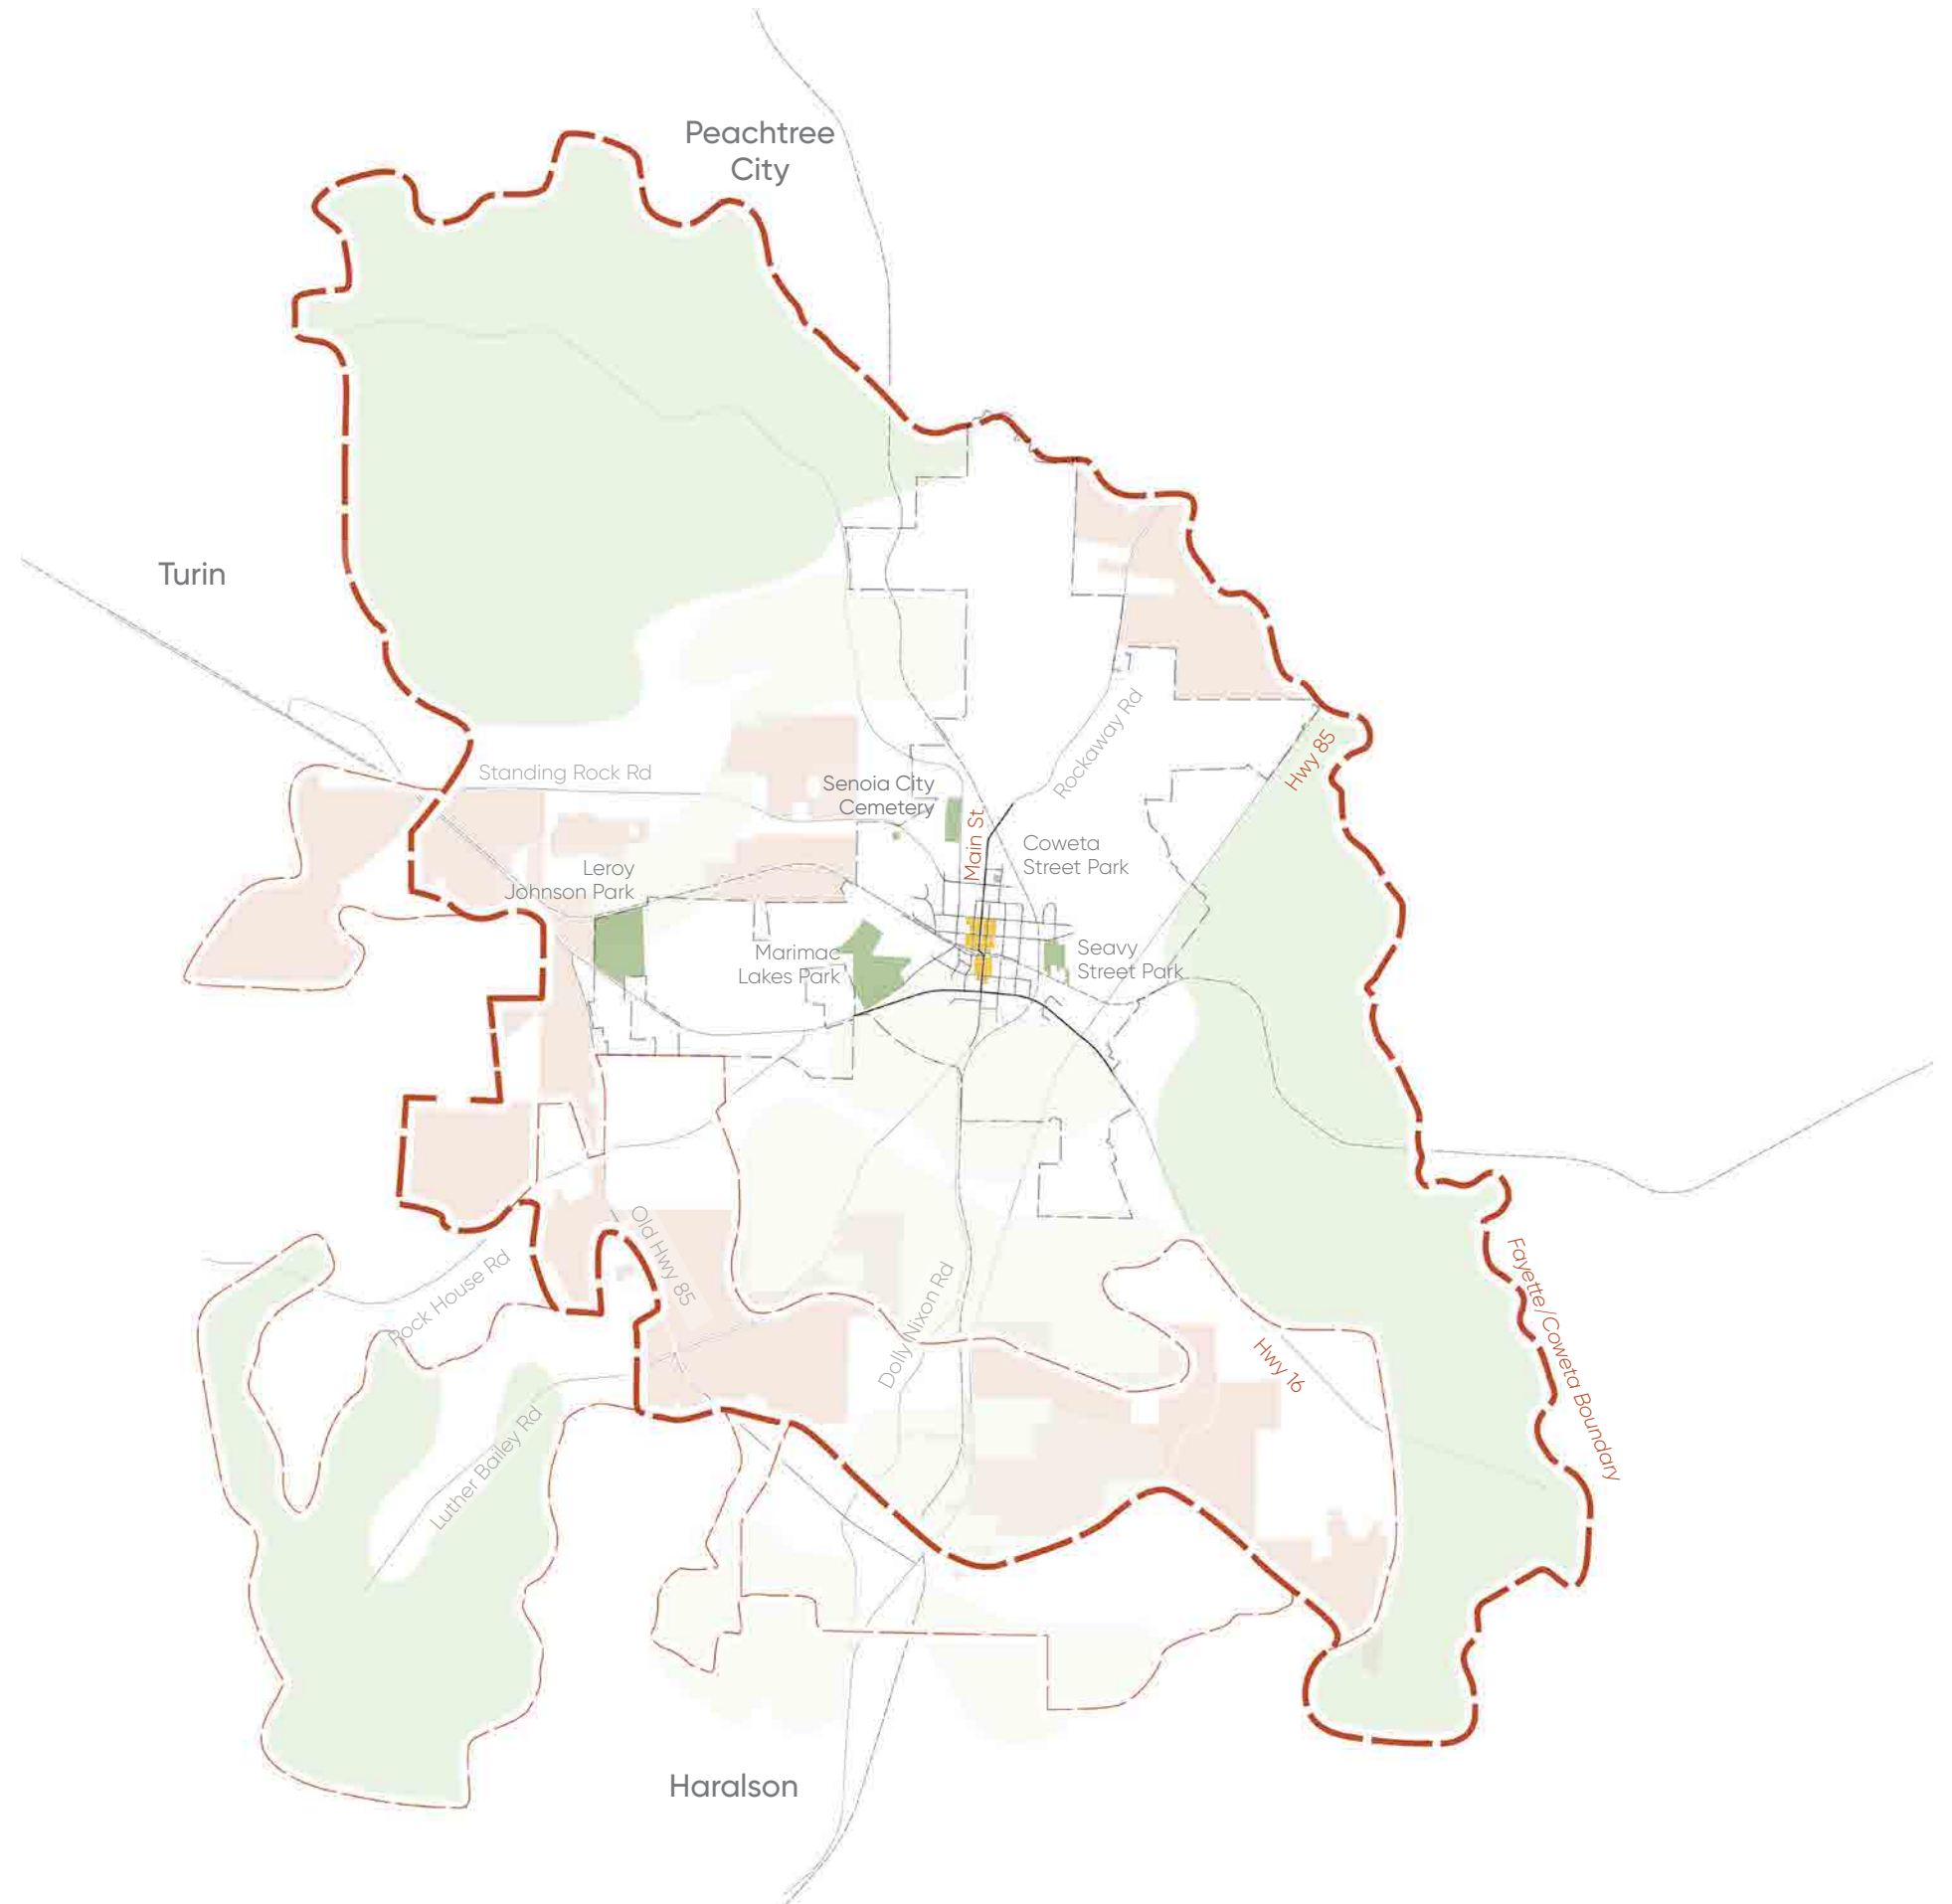 Peachtree
City
Turin
Standing Rock Rd
Senoia City
Cemetery
Rockaway Rd
Hwy 85
Main St
Coweta
Street Park
Leroy
Johnson Park
Marimac
Lakes Park
Seavy
Street Park
Old Hwy 85
Rock House Rd
Dolly Nixon Rd
Hwy 16
Fayette/Coweta Boundary
Luther Bailey Rd
Haralson